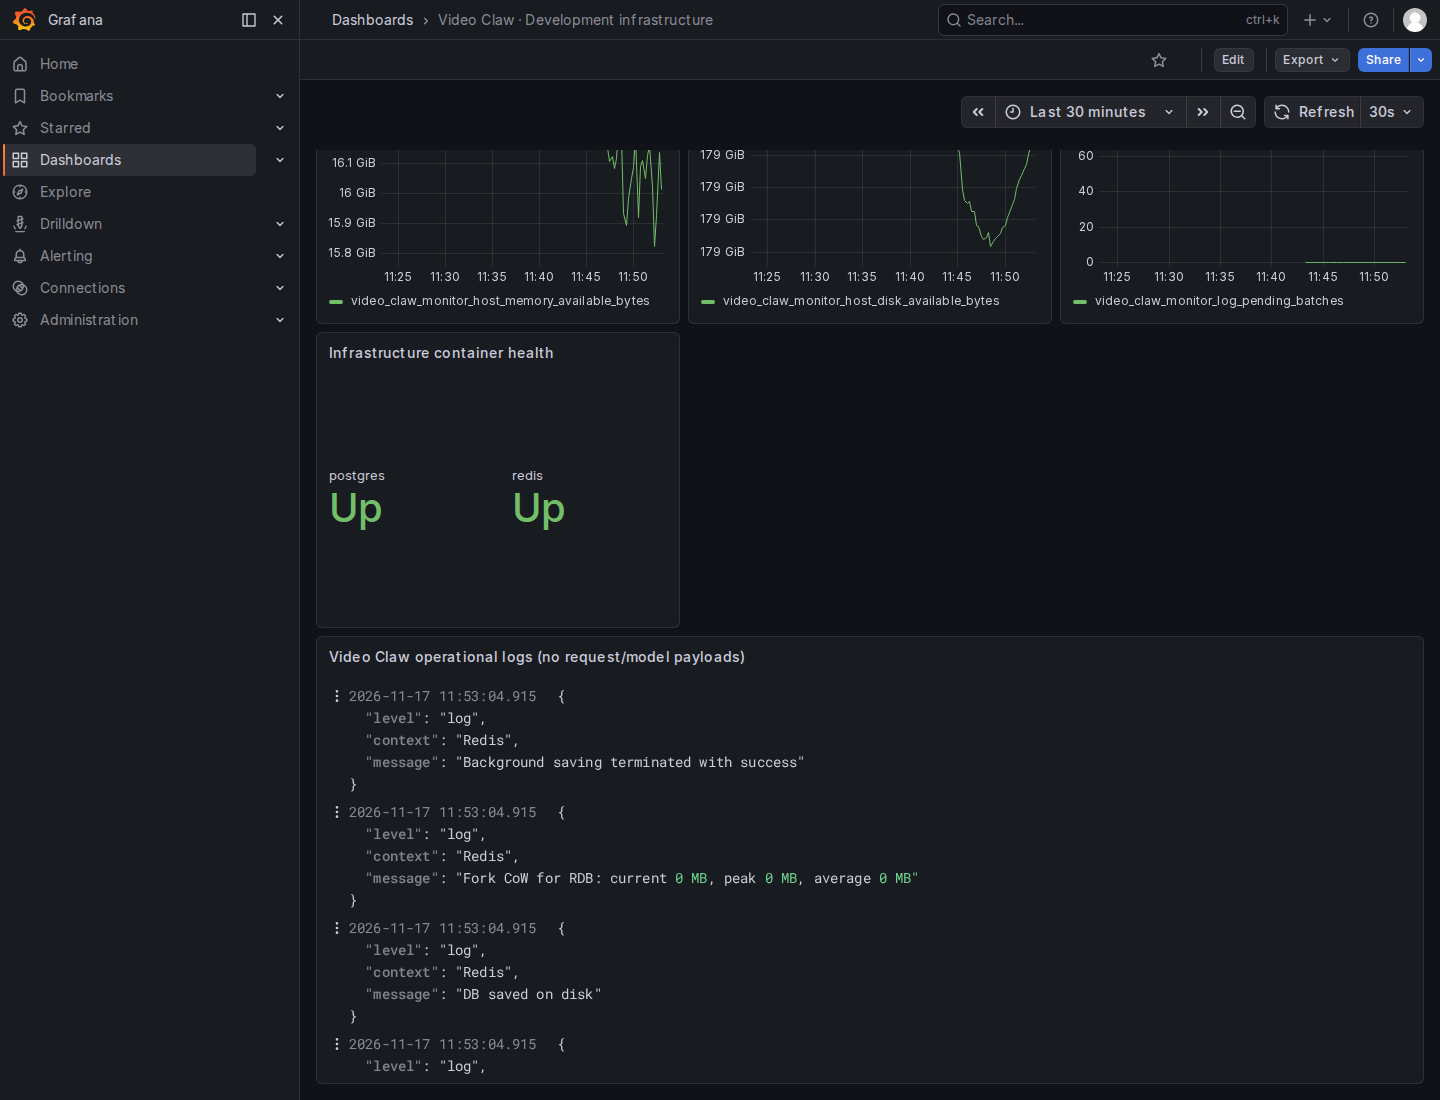 Grafana
Dashboards › Video Claw · Development infrastructure
Search...
ctrl+k
Home
Bookmarks
Starred
Dashboards
Explore
Drilldown
Alerting
Connections
Administration
Edit
Export
Share
Last 30 minutes
Refresh
30s
16.1 GiB
16 GiB
15.9 GiB
15.8 GiB
11:25 11:30 11:35 11:40 11:45 11:50
video_claw_monitor_host_memory_available_bytes
179 GiB
179 GiB
179 GiB
179 GiB
11:25 11:30 11:35 11:40 11:45 11:50
video_claw_monitor_host_disk_available_bytes
60
40
20
0
11:25 11:30 11:35 11:40 11:45 11:50
video_claw_monitor_log_pending_batches
Infrastructure container health
postgres
Up
redis
Up
Video Claw operational logs (no request/model payloads)
2026-11-17 11:53:04.915 {
"level": "log",
"context": "Redis",
"message": "Background saving terminated with success"
}
2026-11-17 11:53:04.915 {
"level": "log",
"context": "Redis",
"message": "Fork CoW for RDB: current 0 MB, peak 0 MB, average 0 MB"
}
2026-11-17 11:53:04.915 {
"level": "log",
"context": "Redis",
"message": "DB saved on disk"
}
2026-11-17 11:53:04.915 {
"level": "log",